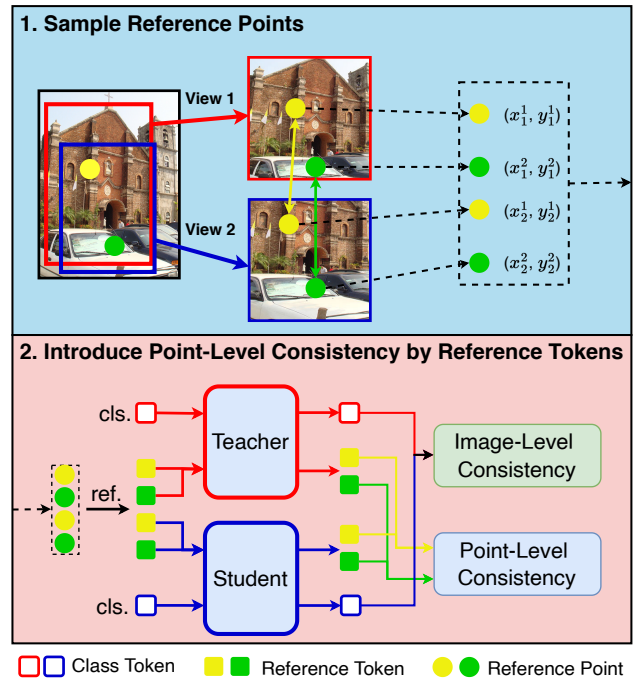 1. Sample Reference Points
View 1
View 2
(x_1^1, y_1^1)
(x_1^2, y_1^2)
(x_2^1, y_2^1)
(x_2^2, y_2^2)
2. Introduce Point-Level Consistency by Reference Tokens
cls.
Teacher
Image-Level
Consistency
ref.
Student
Point-Level
Consistency
cls.
Class Token
Reference Token
Reference Point